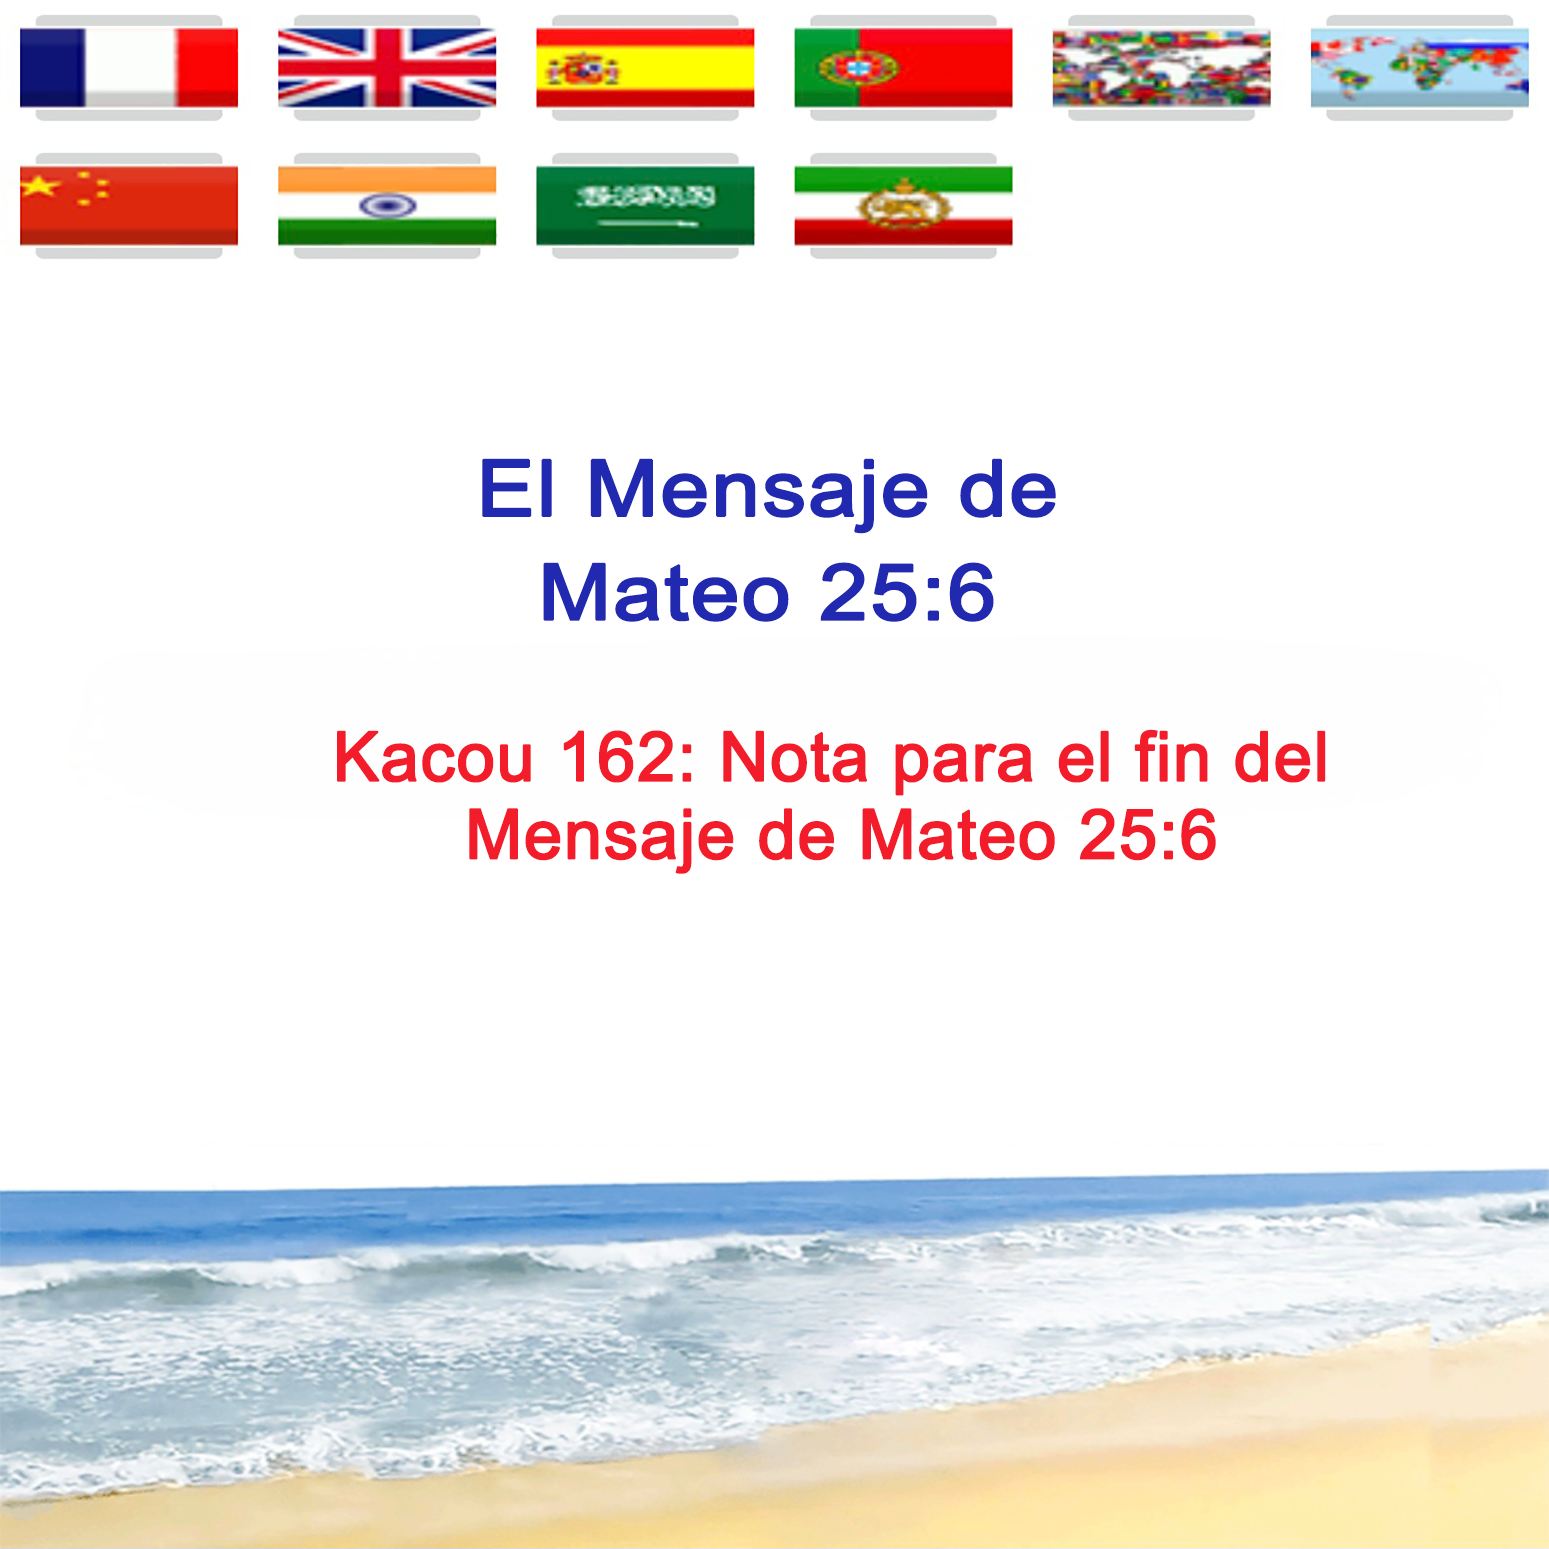 El Mensaje de
Mateo 25:6
Kacou 162: Nota para el fin del
Mensaje de Mateo 25:6